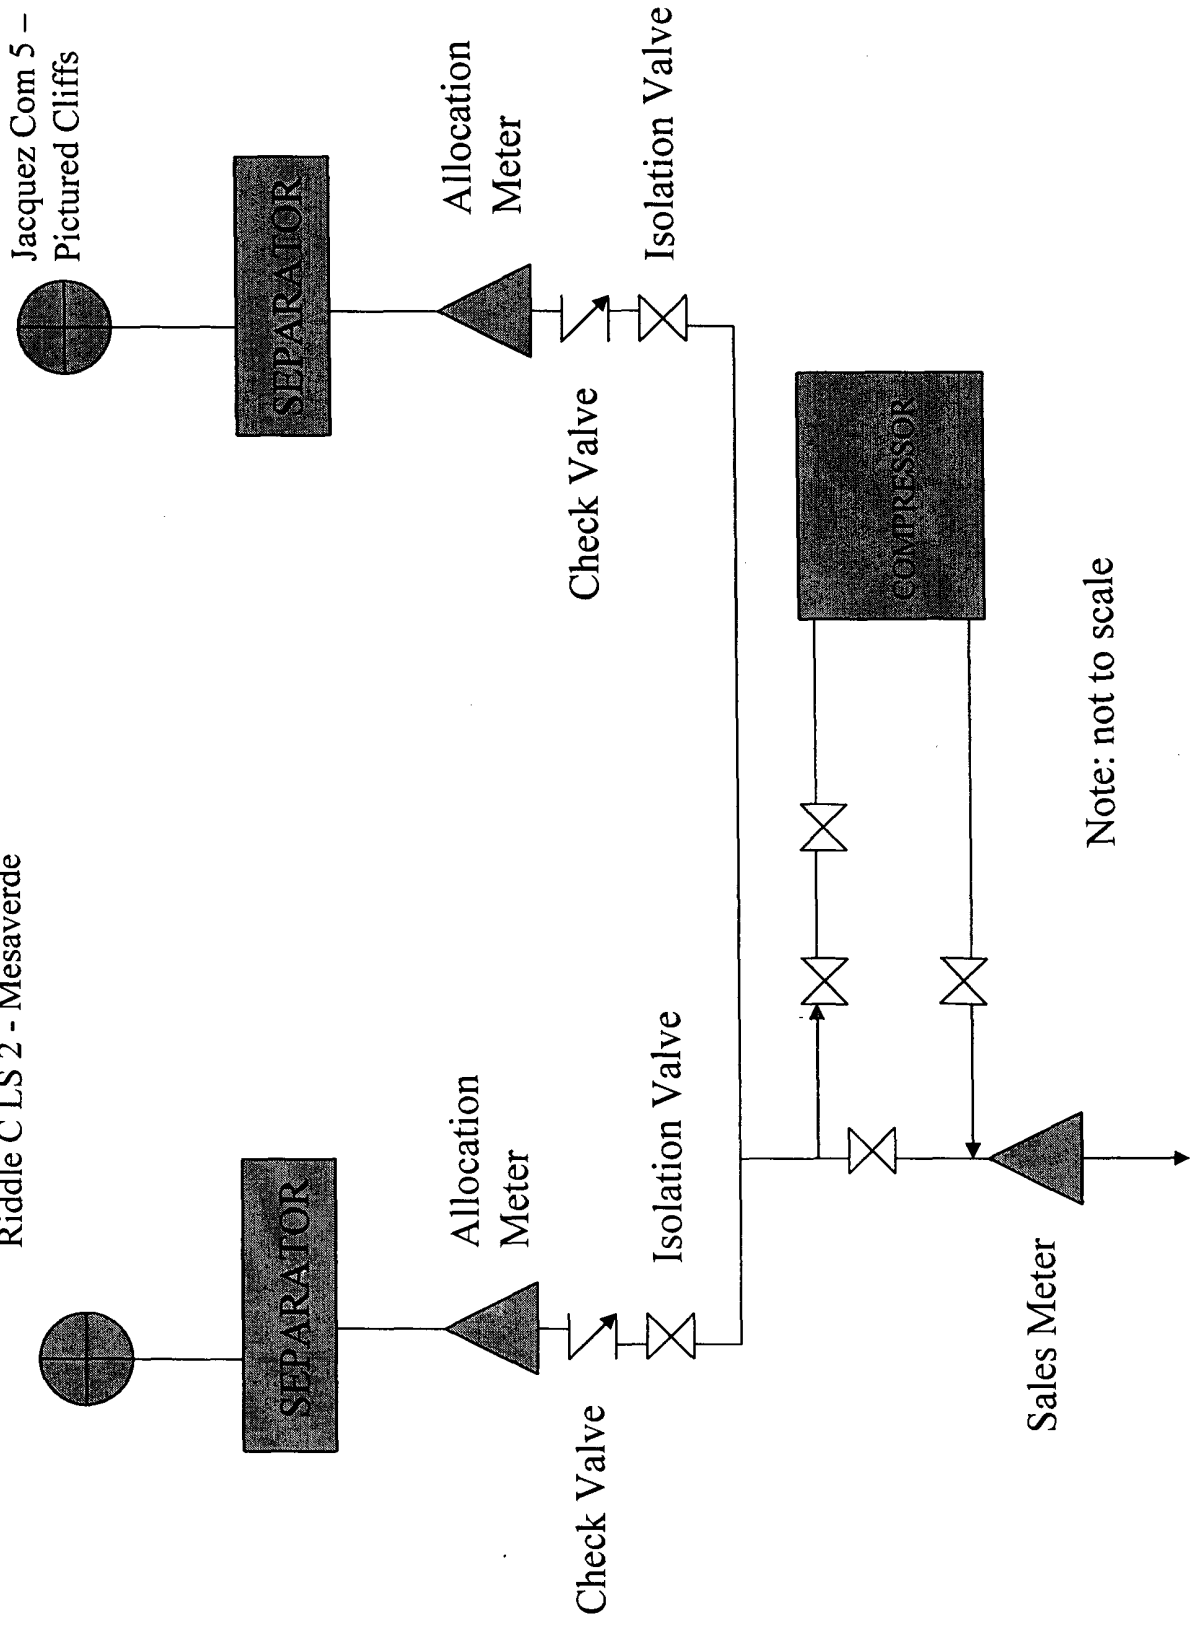 Riddle C LS 2 - Mesaverde
Jacquez Com 5 –
Pictured Cliffs
SEPARATOR
SEPARATOR
Allocation
Meter
Allocation
Meter
Check Valve
Check Valve
Isolation Valve
Isolation Valve
COMPRESSOR
Sales Meter
Note: not to scale